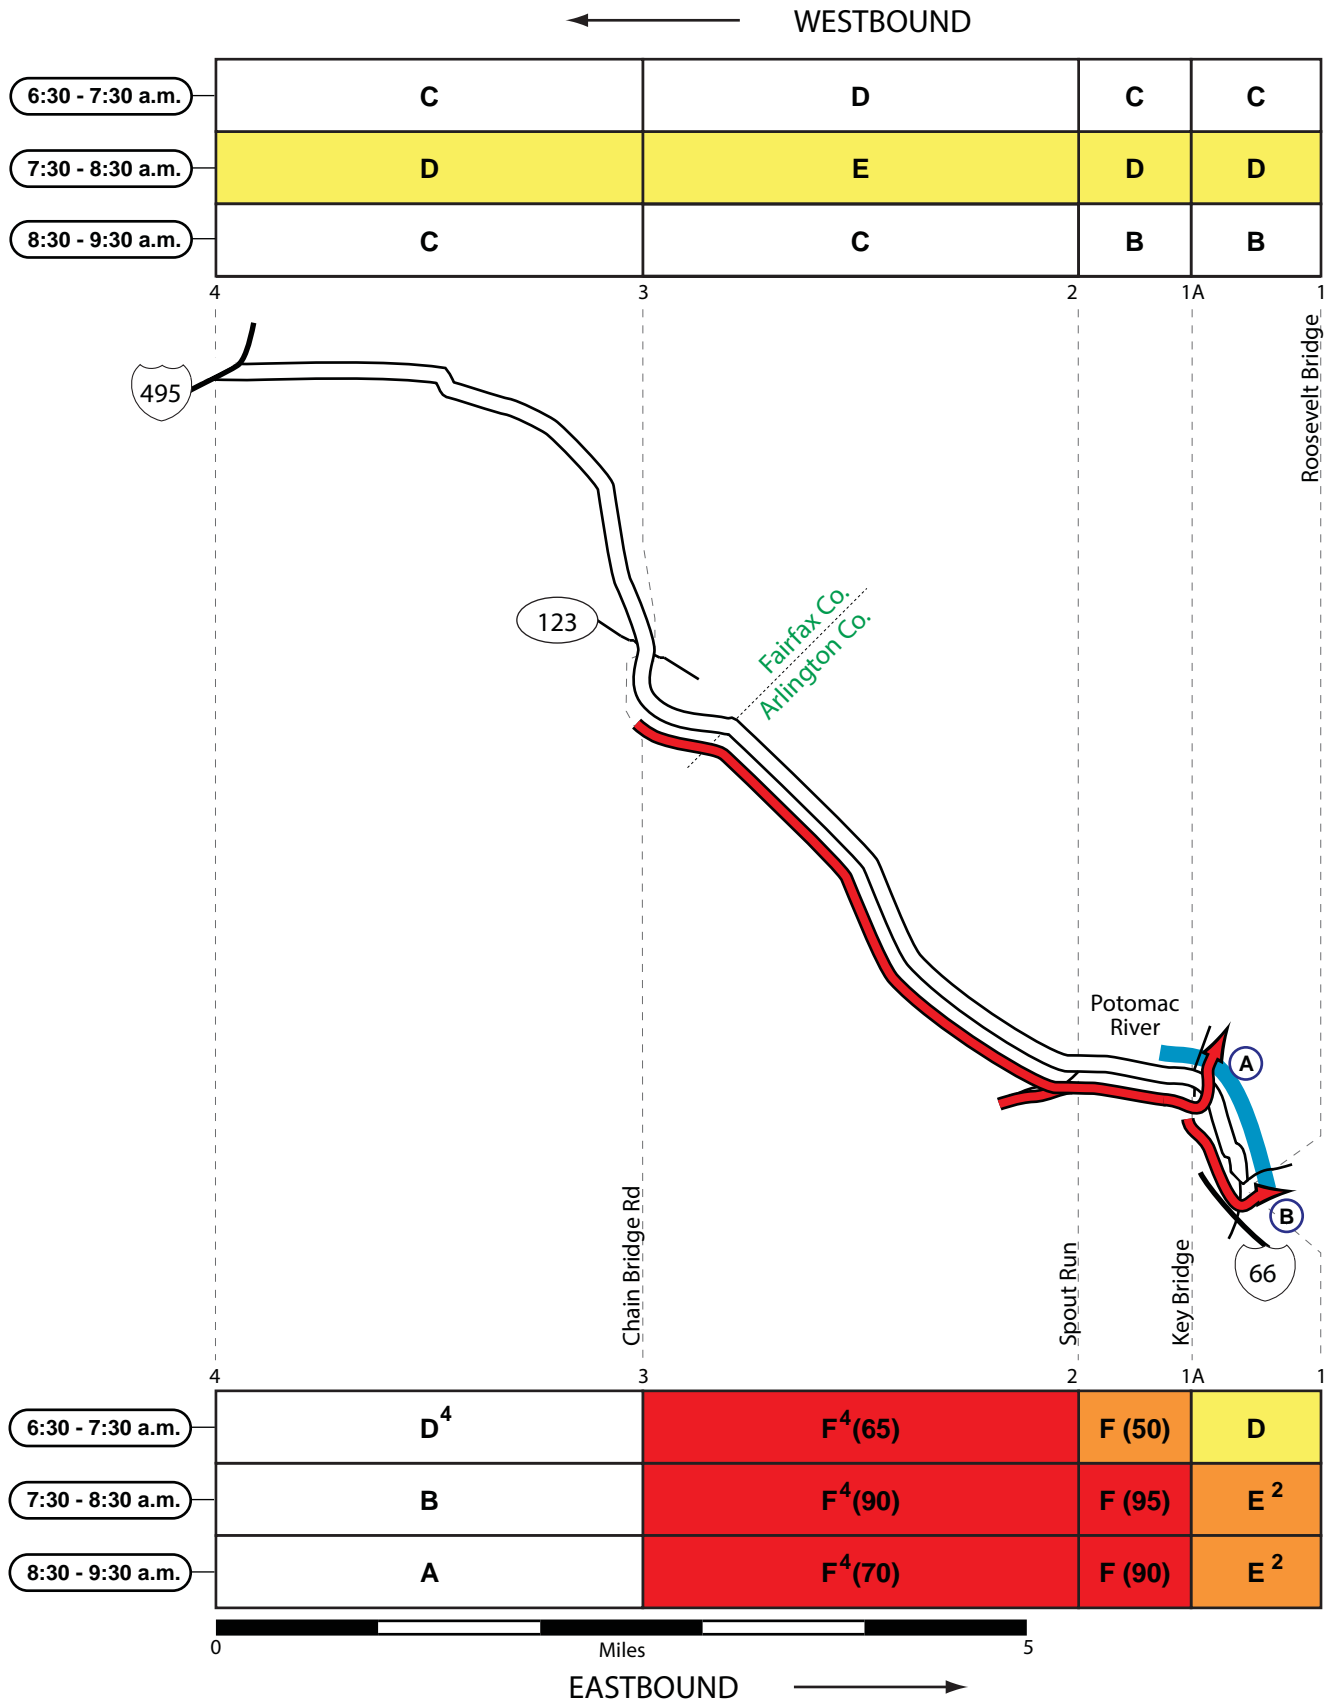 WESTBOUND
6:30 - 7:30 a.m. C D C C
7:30 - 8:30 a.m. D E D D
8:30 - 9:30 a.m. C C B B
4 3 2 1A 1
Roosevelt Bridge
495
123
Fairfax Co.
Arlington Co.
Potomac
River
A
B
66
Chain Bridge Rd
Spout Run
Key Bridge
4 3 2 1A 1
6:30 - 7:30 a.m. D⁴ F⁴(65) F (50) D
7:30 - 8:30 a.m. B F⁴(90) F (95) E ²
8:30 - 9:30 a.m. A F⁴(70) F (90) E ²
0 Miles 5
EASTBOUND